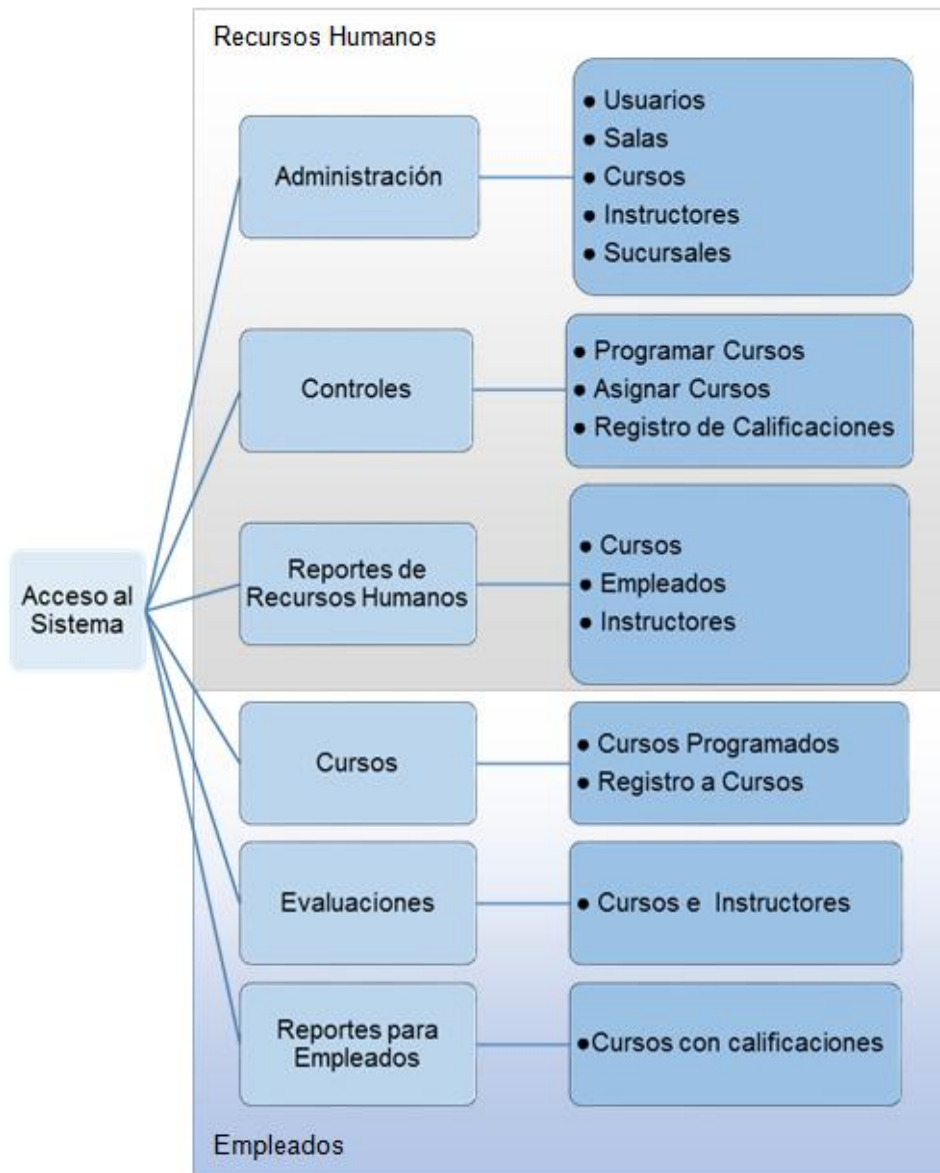 Recursos Humanos
Administración
● Usuarios
● Salas
● Cursos
● Instructores
● Sucursales
Controles
● Programar Cursos
● Asignar Cursos
● Registro de Calificaciones
Reportes de
Recursos Humanos
● Cursos
● Empleados
● Instructores
Acceso al
Sistema
Cursos
● Cursos Programados
● Registro a Cursos
Evaluaciones
● Cursos e Instructores
Reportes para
Empleados
●Cursos con calificaciones
Empleados